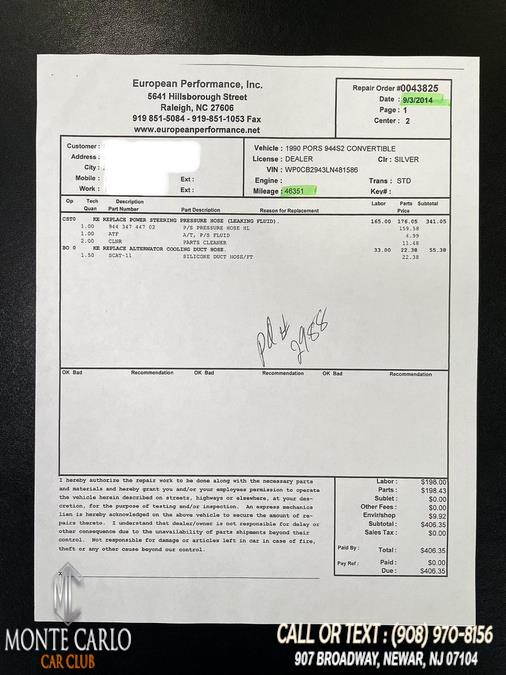 European Performance, Inc.
5641 Hillsborough Street
Raleigh, NC 27606
919 851-5084 - 919-851-1053 Fax
www.europeanperformance.net
Repair Order #0043825
Date : 9/3/2014
Page : 1
Center : 2
Customer :
Address :
City :
Mobile : Ext :
Work : Ext :
Vehicle : 1990 PORS 944S2 CONVERTIBLE
License : DEALER Clr : SILVER
VIN : WP0CB2943LN481586
Engine : Trans : STD
Mileage : 46351 Key# :
Op Tech Description Labor Parts Subtotal
Quan Part Number Part Description Reason for Replacement Price
CST0 KE REPLACE POWER STEERING PRESSURE HOSE (LEAKING FLUID). 165.00 176.05 341.05
1.00 944 347 447 02 P/S PRESSURE HOSE HL 159.58
1.00 ATF A/T, P/S FLUID 4.99
2.00 CLNR PARTS CLEANER 11.48
BO 0 KE REPLACE ALTERNATOR COOLING DUCT HOSE. 33.00 22.38 55.38
1.50 SCAT-11 SILICONE DUCT HOSE/FT 22.38
pd #
2988
OK Bad Recommendation OK Bad Recommendation OK Bad Recommendation
I hereby authorize the repair work to be done along with the necessary parts
and materials and hereby grant you and/or your employees permission to operate
the vehicle herein described on streets, highways or elsewhere, at your des-
cretion, for the purpose of testing and/or inspection. An express mechanics
lien is hereby acknowledged on above vehicle to secure the amount of re-
pairs thereto. I understand that dealer/owner is not responsible for delay or
other consequence due to the unavailability of parts shipments beyond their
control. Not responsible for damage or articles left in car in case of fire,
theft or any other cause beyond our control.
X
Labor : $198.00
Parts : $198.43
Sublet : $0.00
Other Fees : $0.00
Envir/shop $9.92
Subtotal : $406.35
Sales Tax : $0.00
Paid By : Total : $406.35
Pay Ref : Paid : $0.00
Due : $406.35
MC
MONTE CARLO
CAR CLUB
CALL OR TEXT : (908) 970-8156
907 BROADWAY, NEWAR, NJ 07104